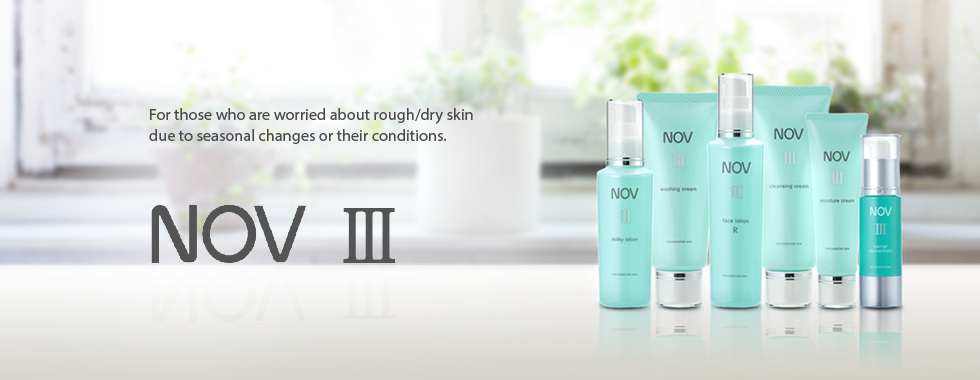 For those who are worried about rough/dry skin
due to seasonal changes or their conditions.
NOV III
NOV
III
milky lotion
NOV
III
washing cream
NOV
III
face lotion
R
NOV
III
cleansing cream
NOV
III
moisture cream
NOV
III